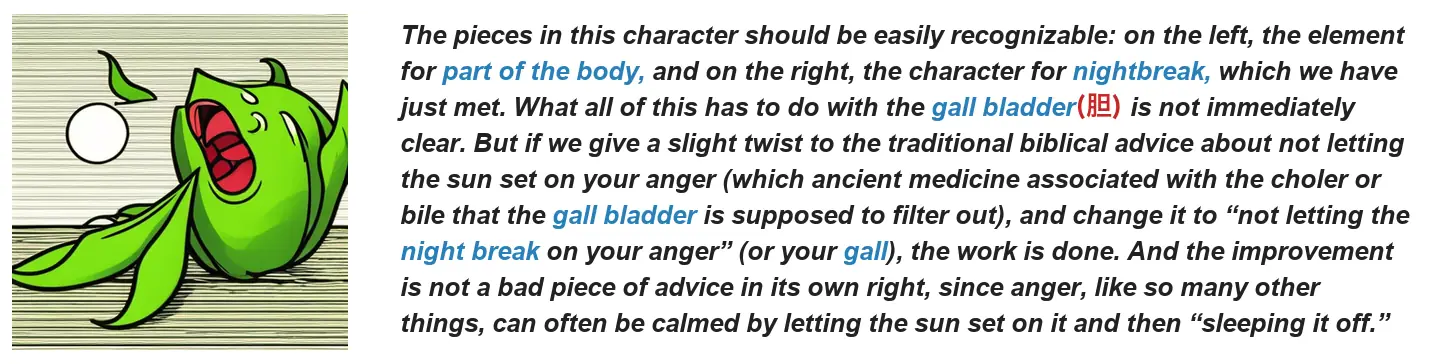 The pieces in this character should be easily recognizable: on the left, the element
for part of the body, and on the right, the character for nightbreak, which we have
just met. What all of this has to do with the gall bladder(胆) is not immediately
clear. But if we give a slight twist to the traditional biblical advice about not letting
the sun set on your anger (which ancient medicine associated with the choler or
bile that the gall bladder is supposed to filter out), and change it to “not letting the
night break on your anger” (or your gall), the work is done. And the improvement
is not a bad piece of advice in its own right, since anger, like so many other
things, can often be calmed by letting the sun set on it and then “sleeping it off.”